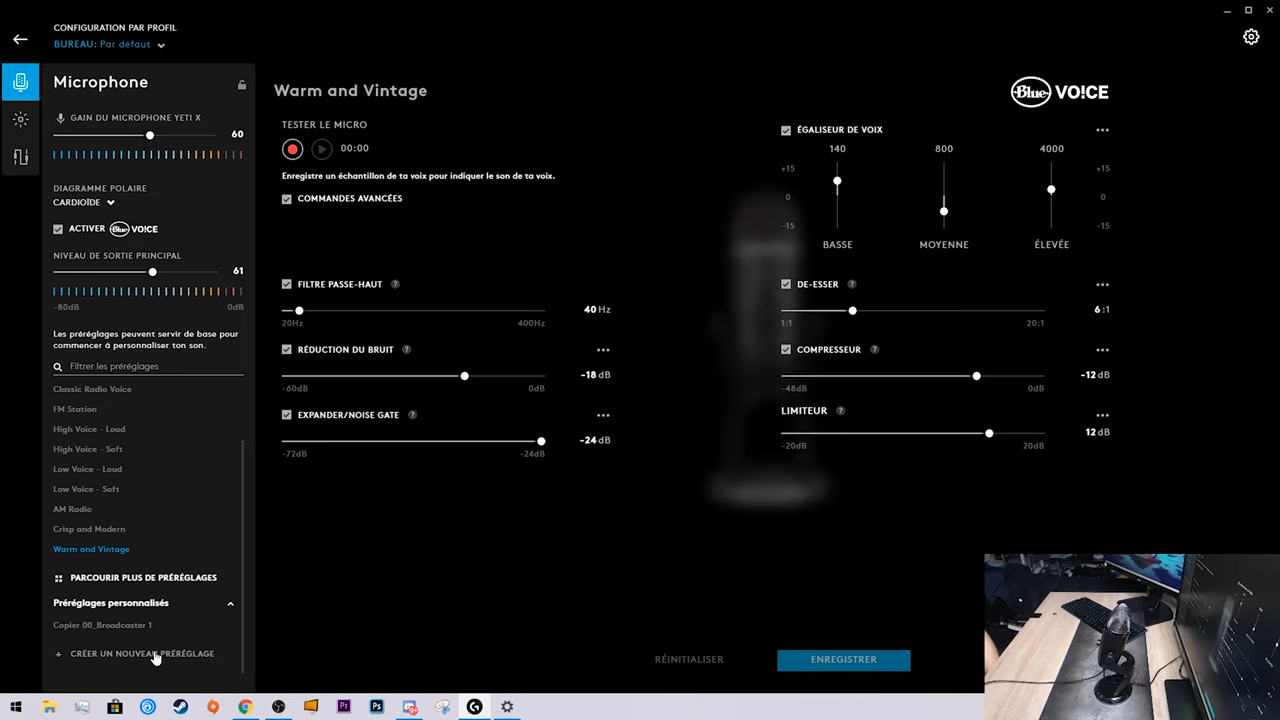 CONFIGURATION PAR PROFIL
BUREAU: Par défaut
Microphone
GAIN DU MICROPHONE YETI X
60
DIAGRAMME POLAIRE
CARDIOÏDE
ACTIVER Blue VO!CE
NIVEAU DE SORTIE PRINCIPAL
61
-80dB 0dB
Les préréglages peuvent servir de base pour
commencer à personnaliser ton son.
Filtrer les préréglages
Classic Radio Voice
FM Station
High Voice - Loud
High Voice - Soft
Low Voice - Loud
Low Voice - Soft
AM Radio
Crisp and Modern
Warm and Vintage
PARCOURIR PLUS DE PRÉRÉGLAGES
Préréglages personnalisés
Copier 00_Broadcaster 1
+ CRÉER UN NOUVEAU PRÉRÉGLAGE
Warm and Vintage
TESTER LE MICRO
00:00
Enregistre un échantillon de ta voix pour indiquer le son de ta voix.
COMMANDES AVANCÉES
FILTRE PASSE-HAUT ?
40 Hz
20Hz 400Hz
RÉDUCTION DU BRUIT ?
-18 dB
-60dB 0dB
EXPANDER/NOISE GATE ?
-24 dB
-72dB -24dB
Blue VO!CE
ÉGALISEUR DE VOIX
140 800 4000
+15 +15
0 0
-15 -15
BASSE MOYENNE ÉLEVÉE
DE-ESSER ?
6 :1
1:1 20:1
COMPRESSEUR ?
-12 dB
-48dB 0dB
LIMITEUR ?
12 dB
-20dB 20dB
RÉINITIALISER
ENREGISTRER
Pr
Ps